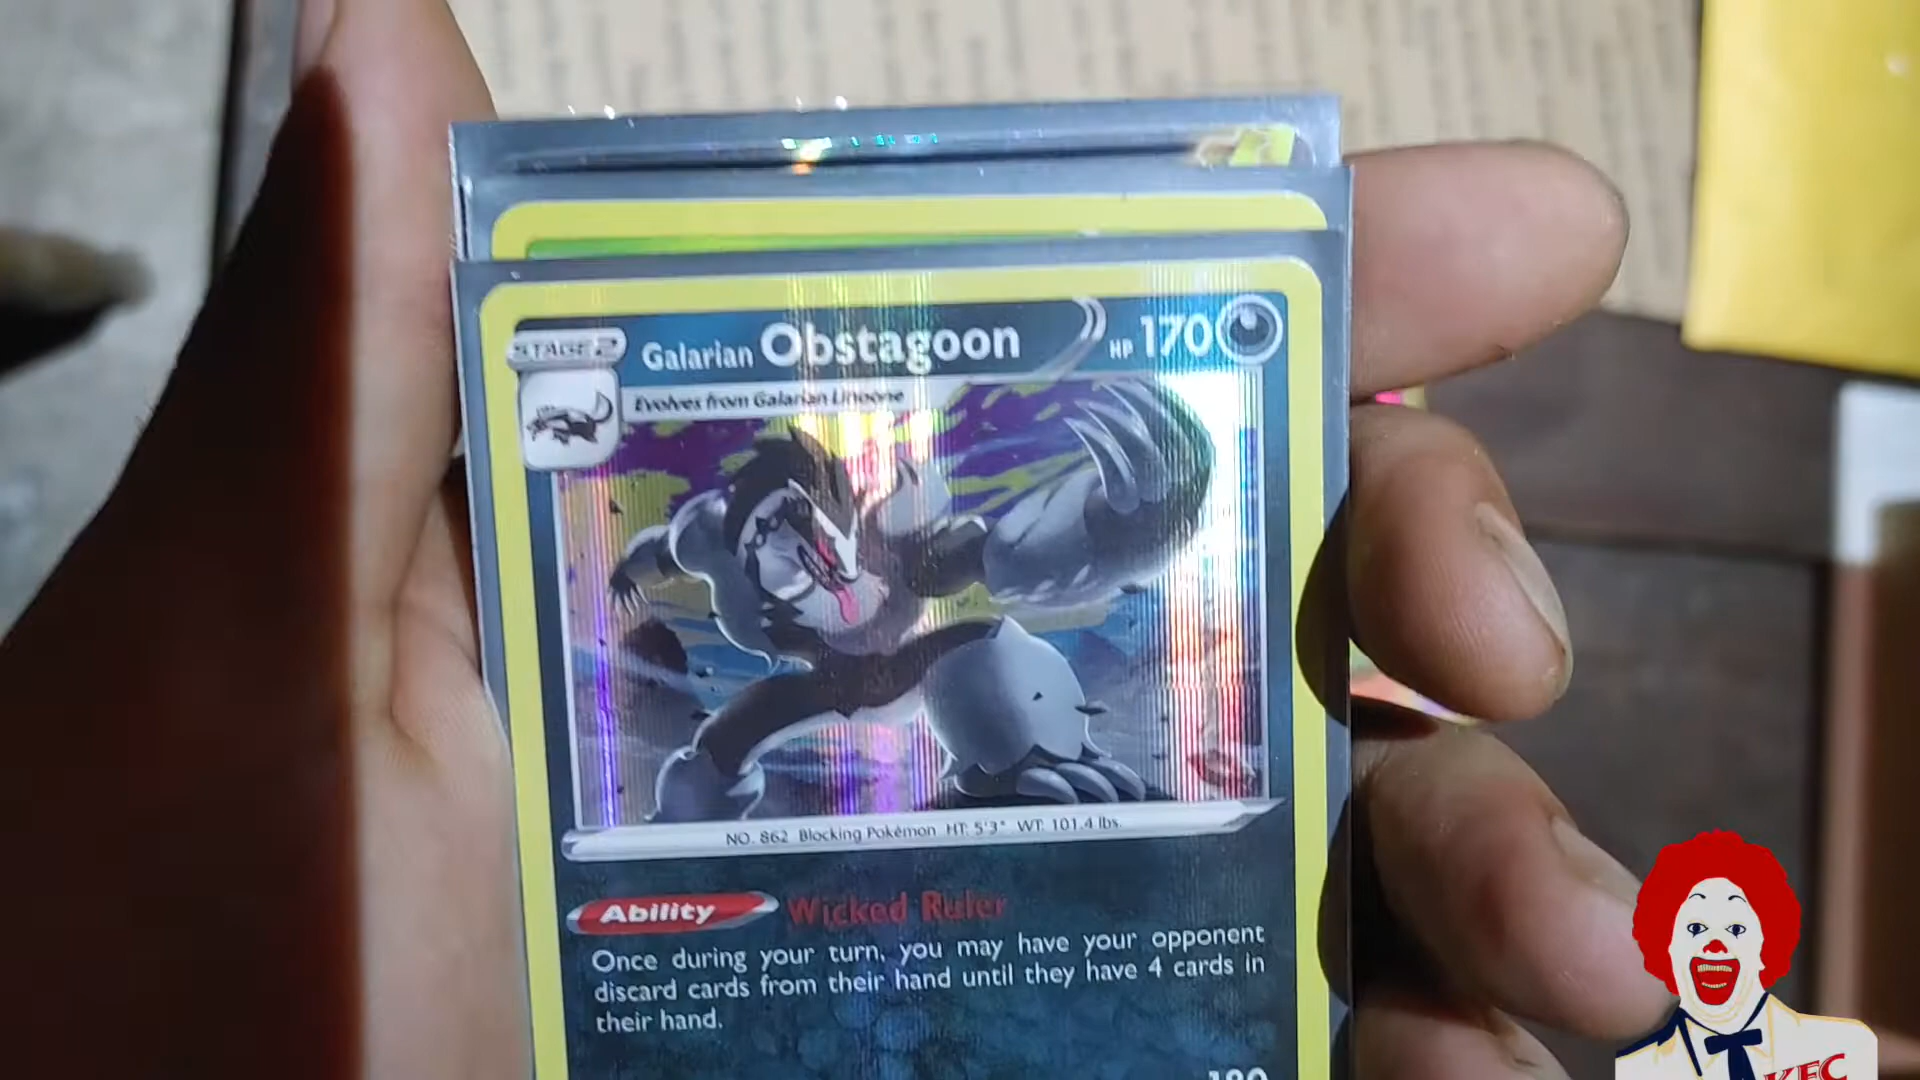 STAGE 2
Galarian Obstagoon
HP 170
Evolves from Galarian Linoone
NO. 862 Blocking Pokémon HT: 5'3" WT: 101.4 lbs.
Ability Wicked Ruler
Once during your turn, you may have your opponent
discard cards from their hand until they have 4 cards in
their hand.
KFC